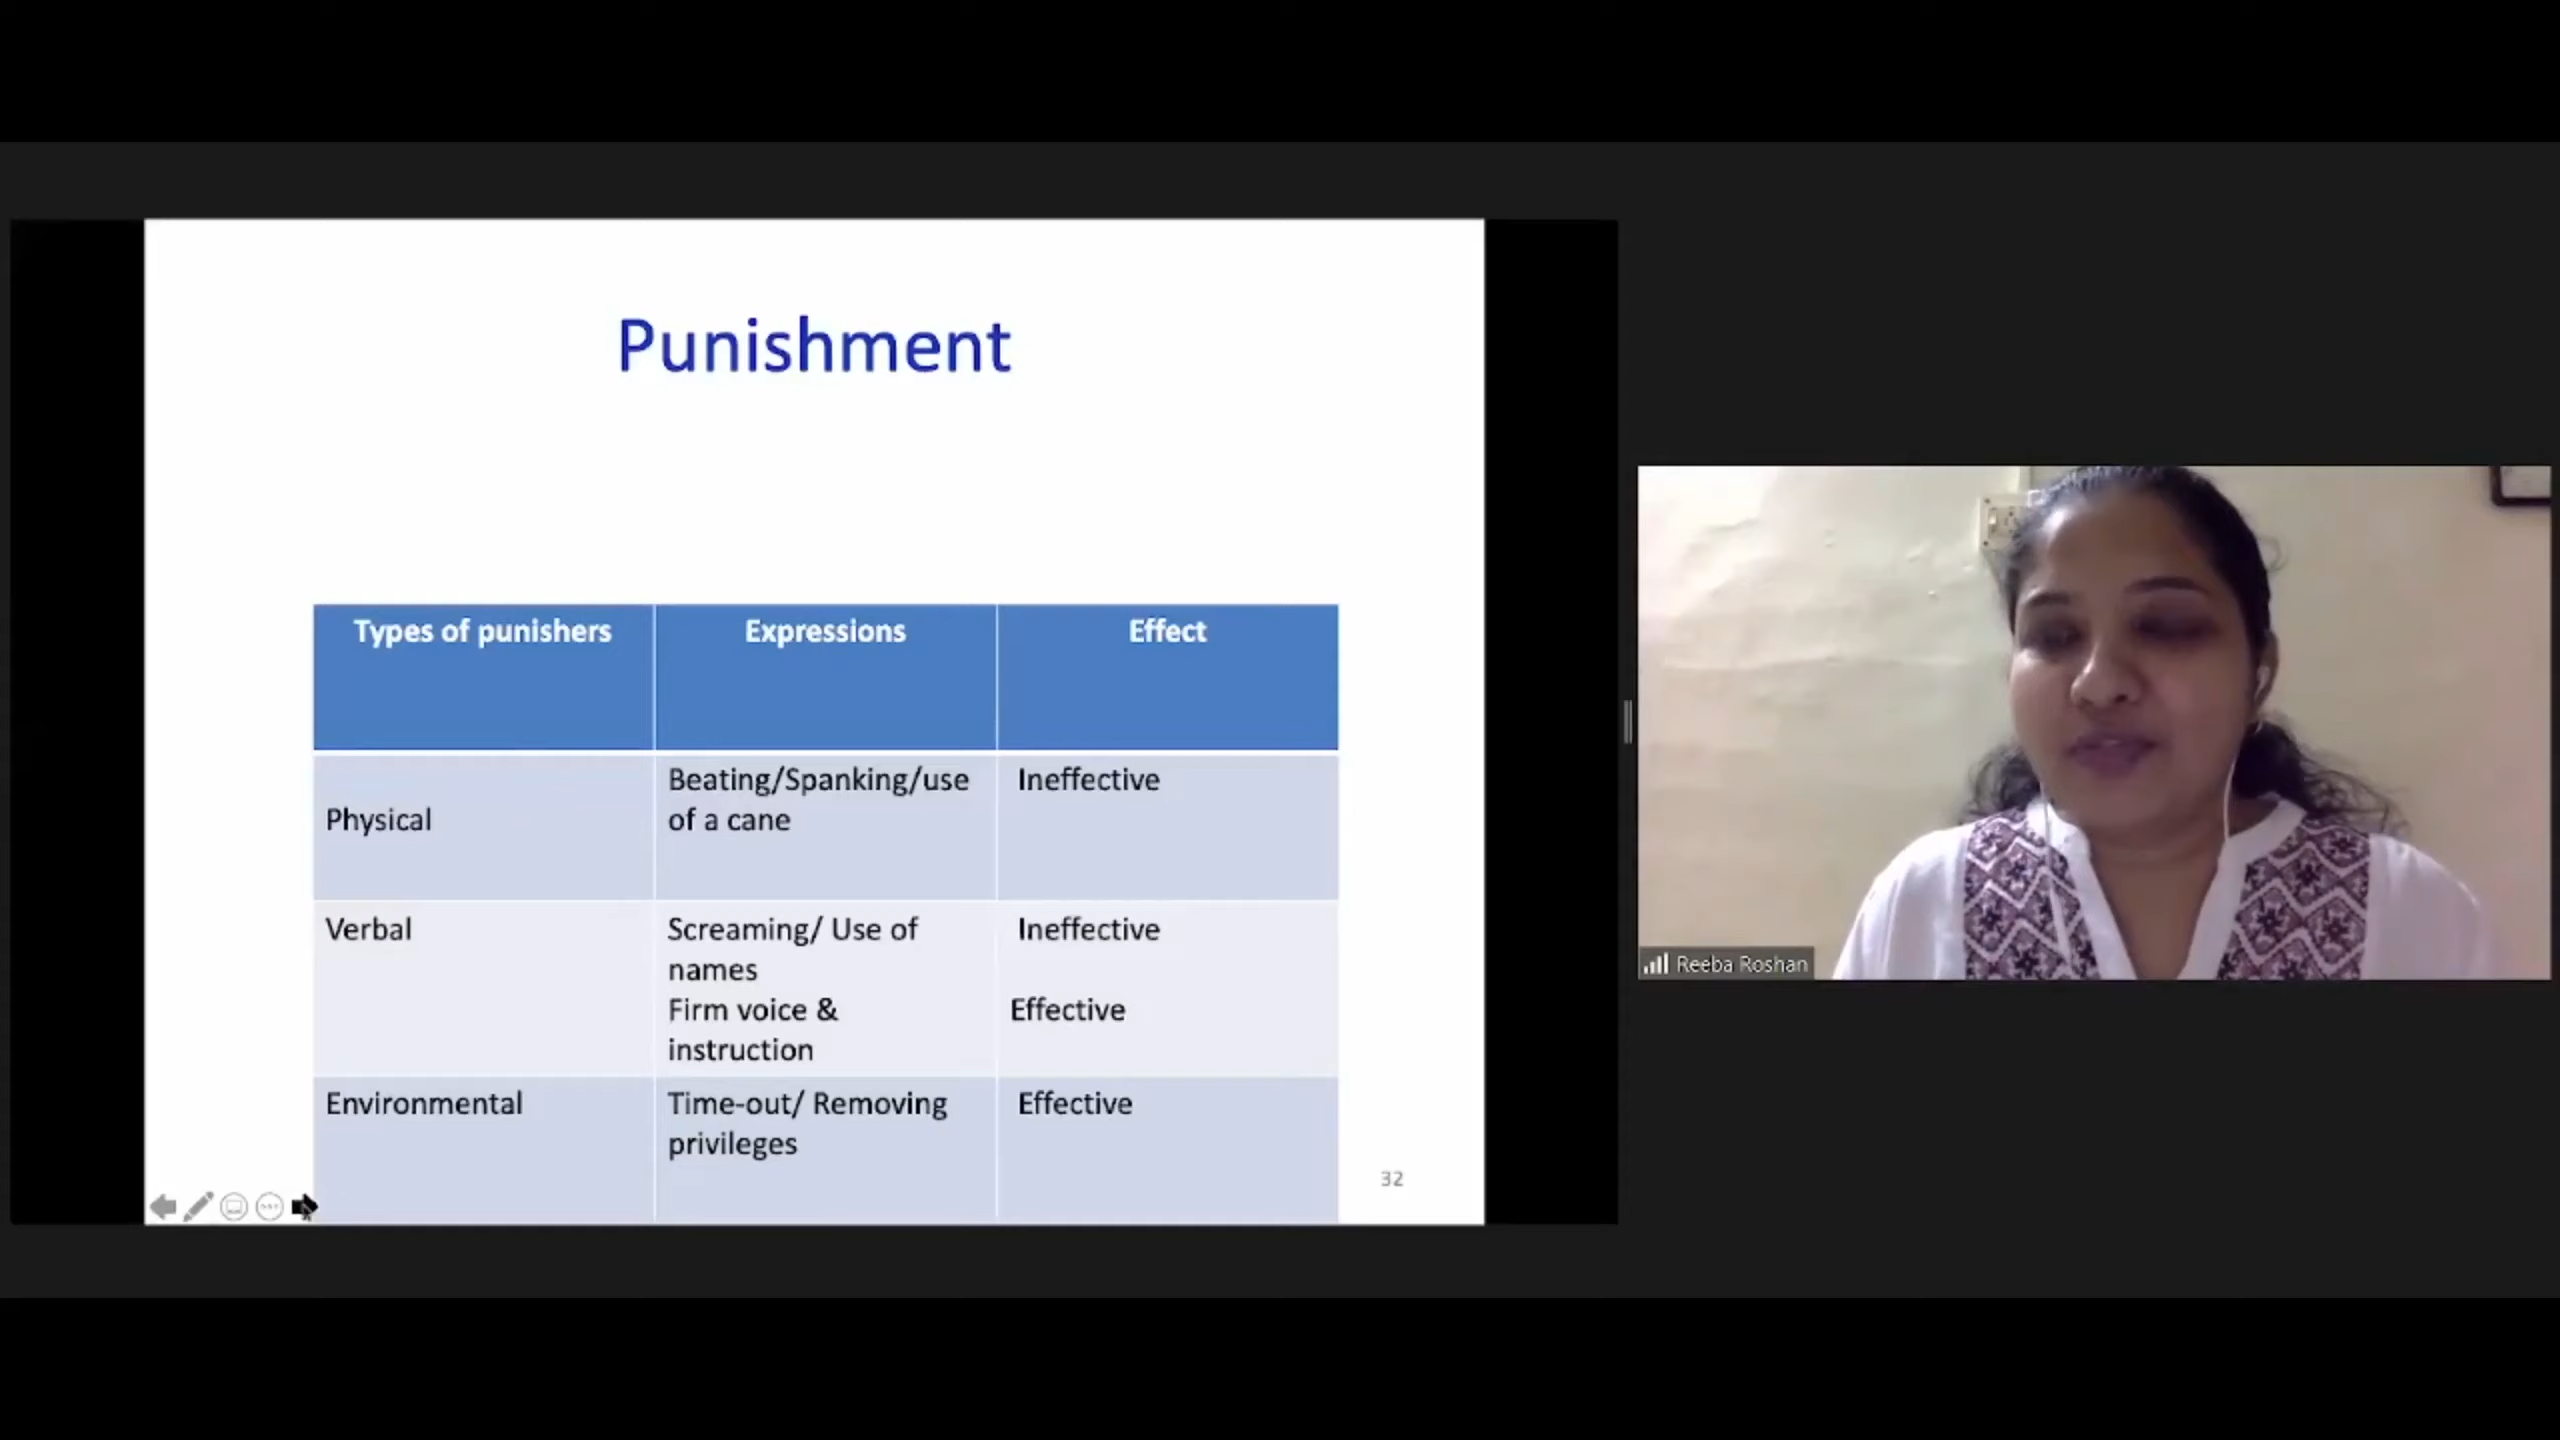 Punishment
Types of punishers
Expressions
Effect
Physical
Beating/Spanking/use
of a cane
Ineffective
Verbal
Screaming/ Use of
names
Firm voice &
instruction
Ineffective
Effective
Environmental
Time-out/ Removing
privileges
Effective
32
Reeba Roshan